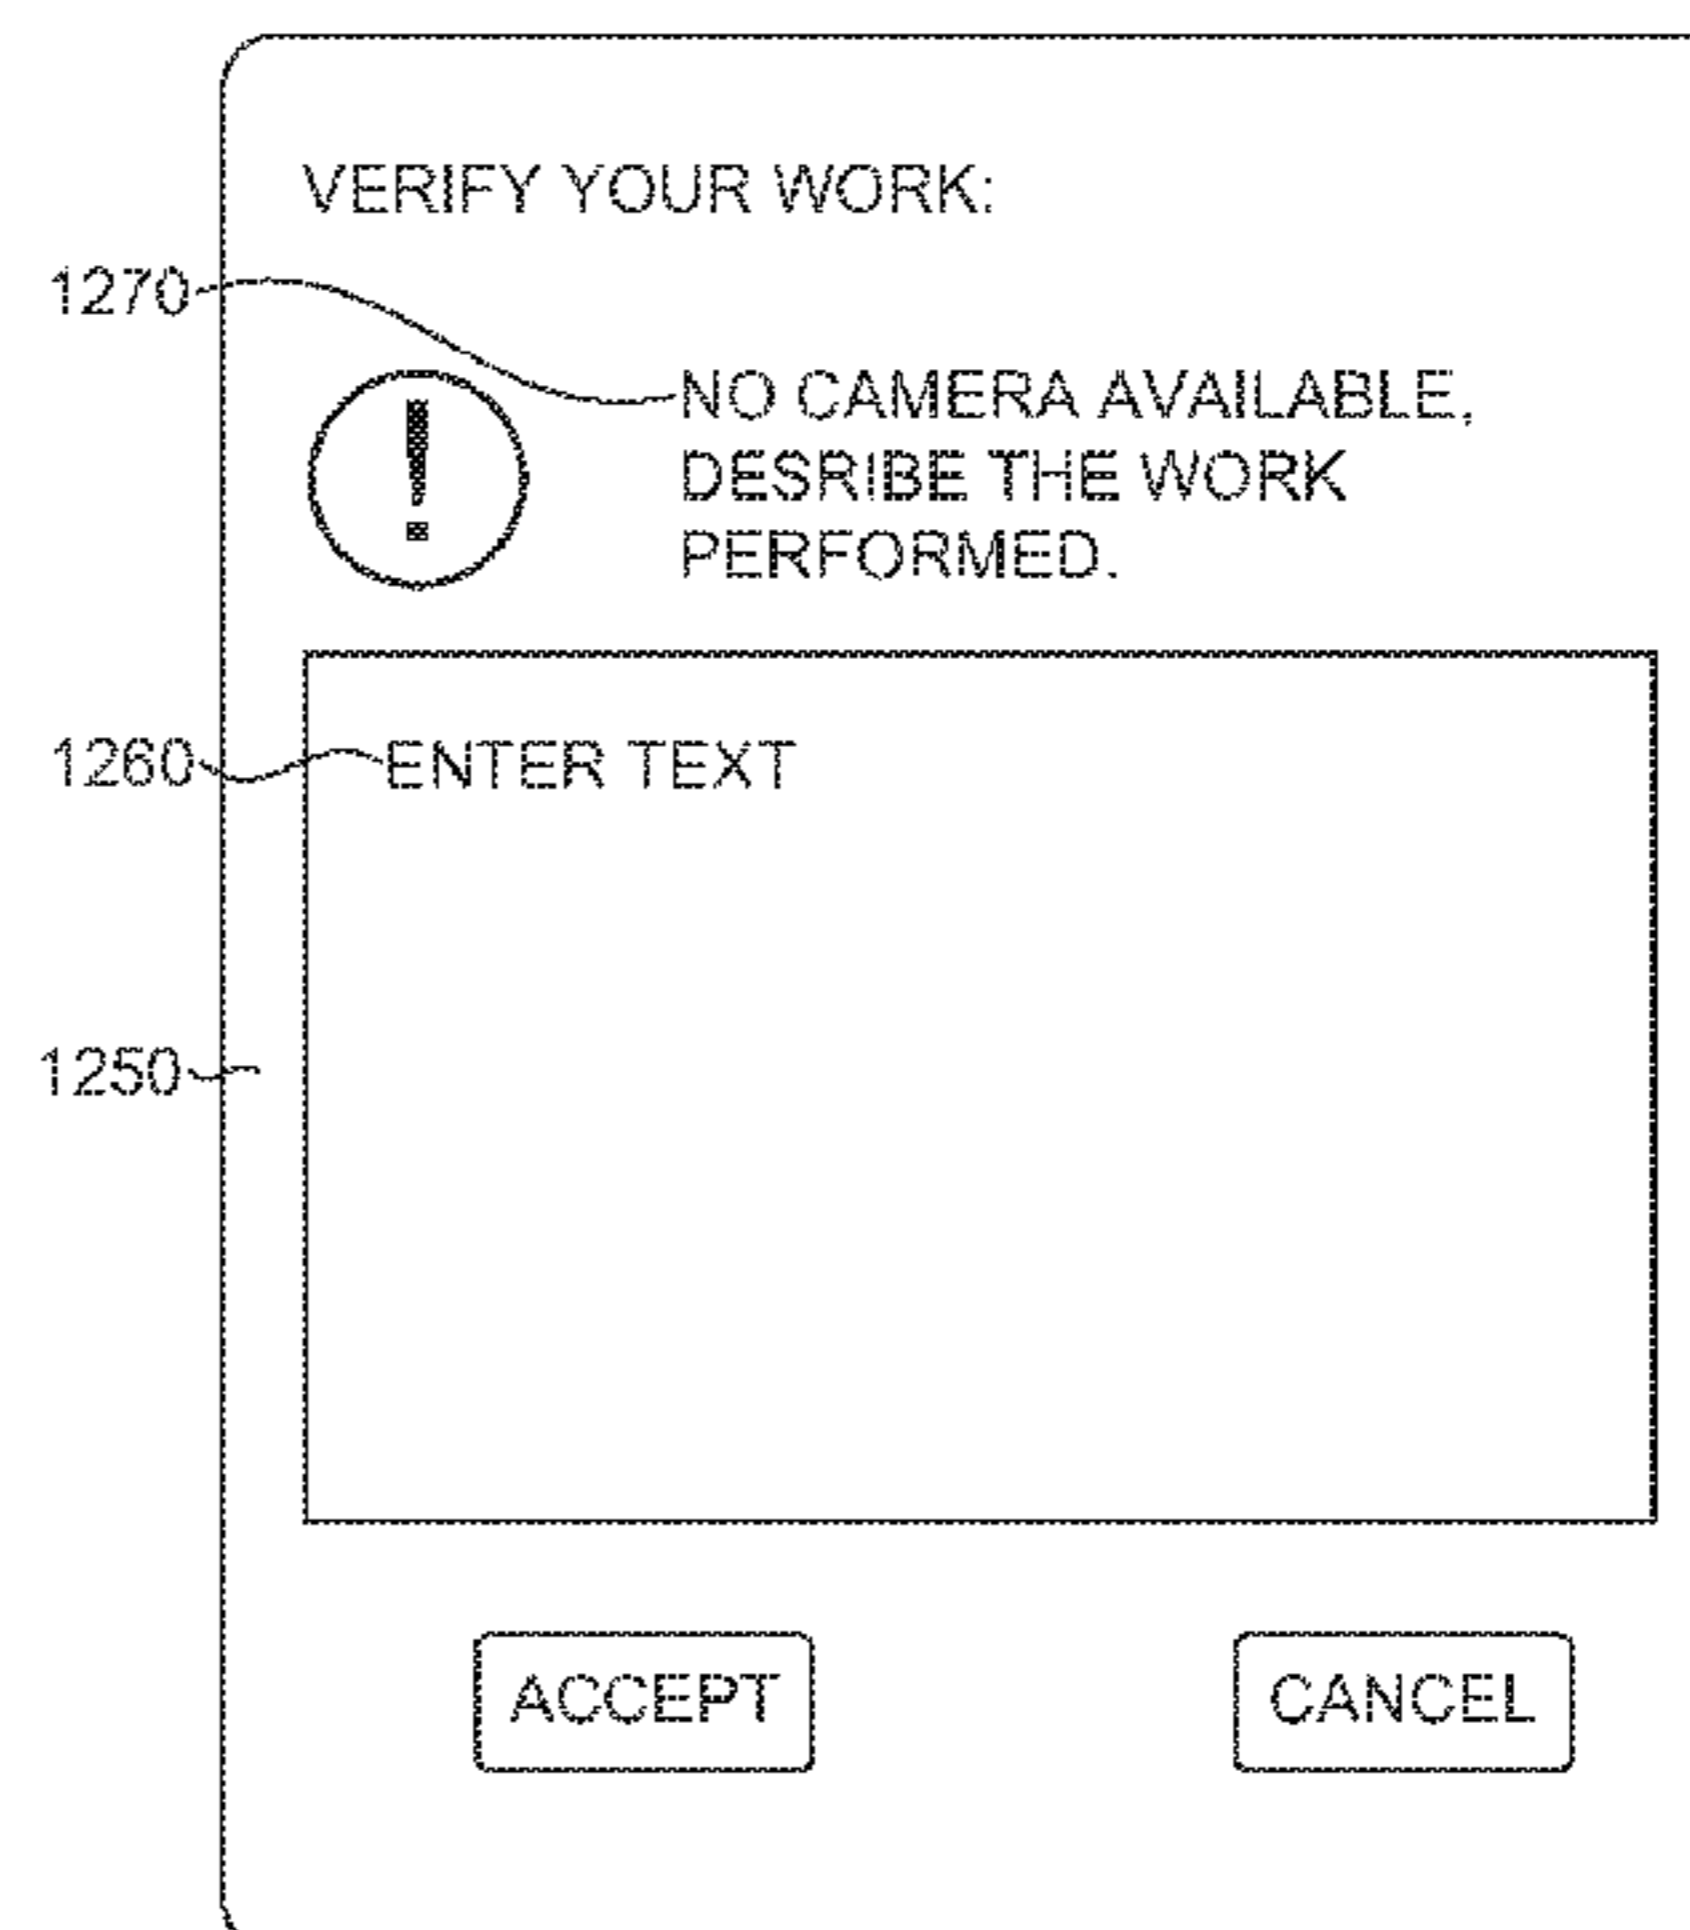 VERIFY YOUR WORK:
1270
NO CAMERA AVAILABLE,
DESRIBE THE WORK
PERFORMED.
!
1260
ENTER TEXT
1250
ACCEPT
CANCEL